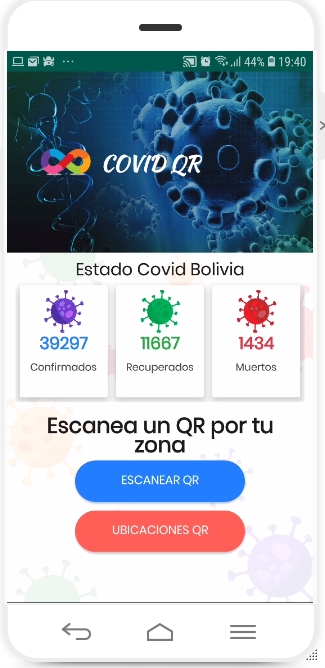 44% 19:40
COVID QR
Estado Covid Bolivia
39297 11667 1434
Confirmados Recuperados Muertos
Escanea un QR por tu
zona
ESCANEAR QR
UBICACIONES QR